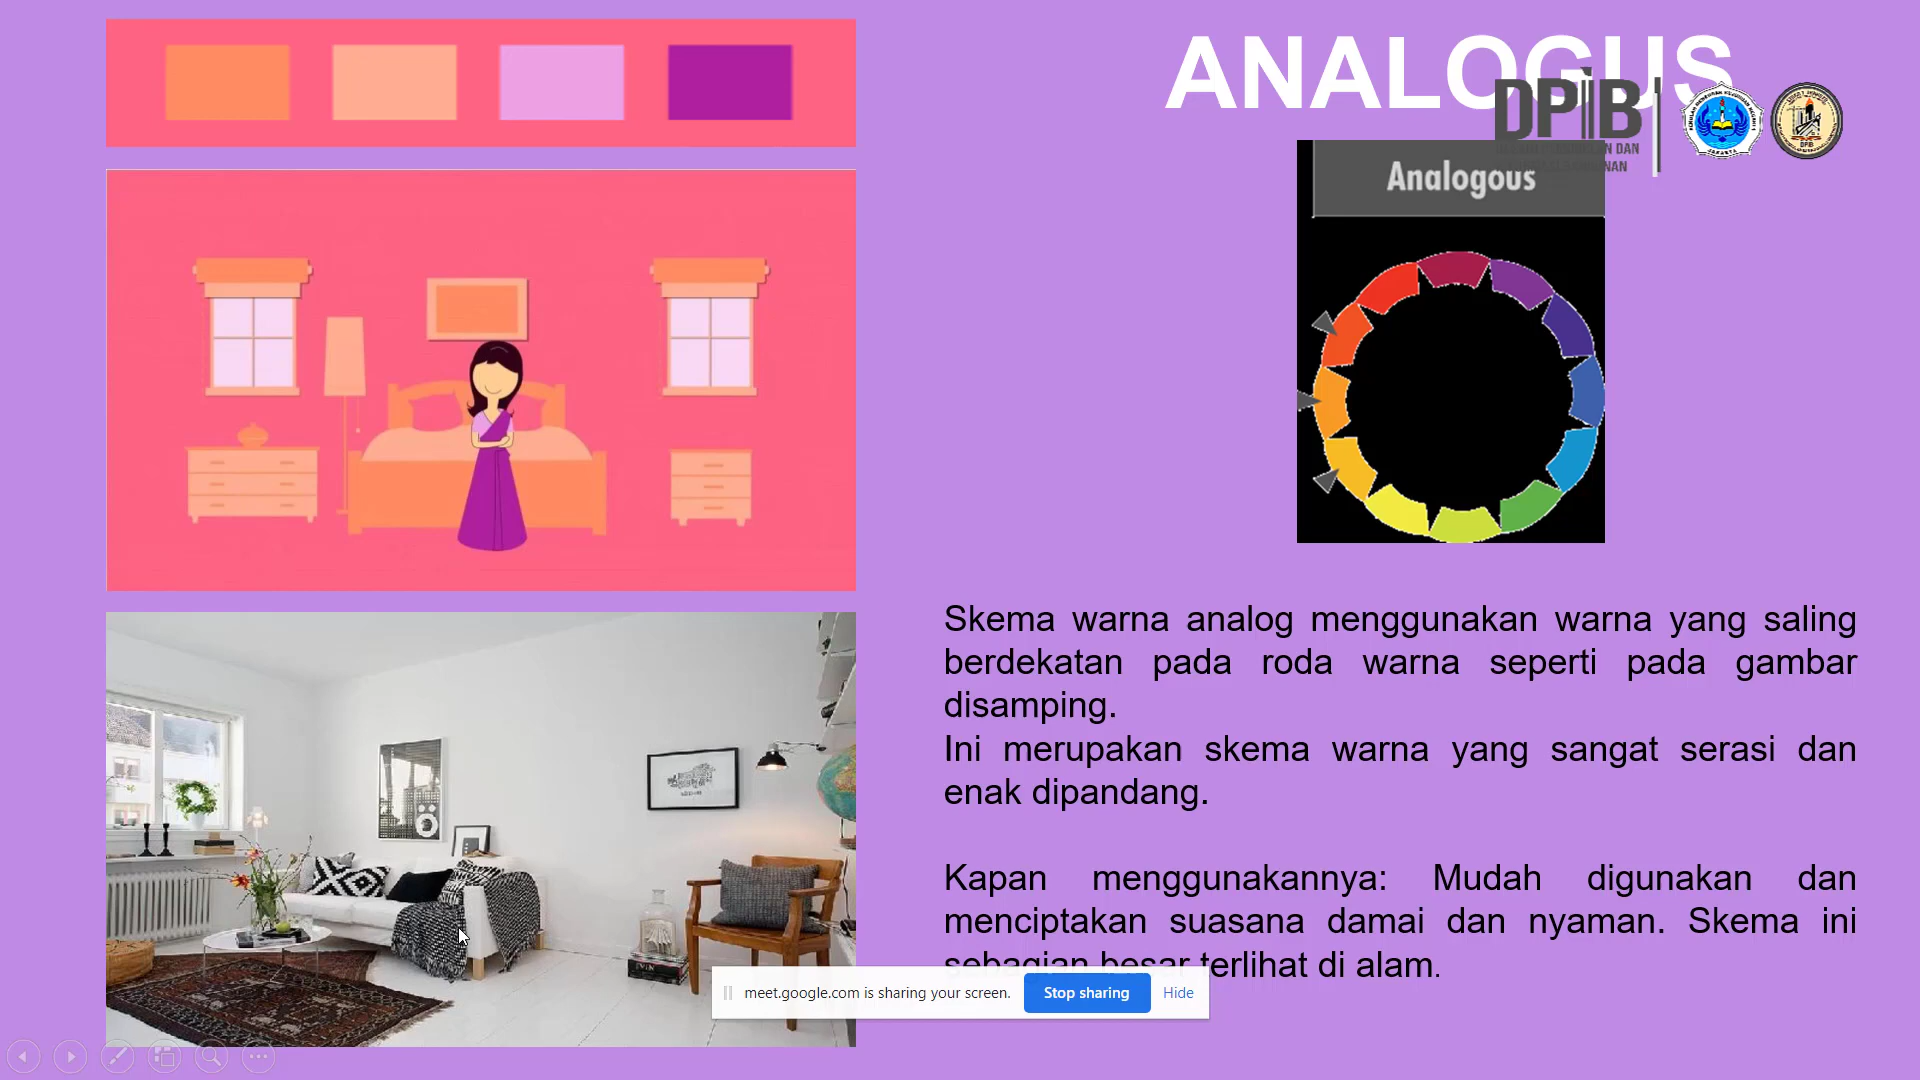 ANALOGUS
DPiB
Analogous
Skema warna analog menggunakan warna yang saling
berdekatan pada roda warna seperti pada gambar
disamping.
Ini merupakan skema warna yang sangat serasi dan
enak dipandang.
Kapan menggunakannya: Mudah digunakan dan
menciptakan suasana damai dan nyaman. Skema ini
sebagian besar terlihat di alam.
meet.google.com is sharing your screen.
Stop sharing
Hide